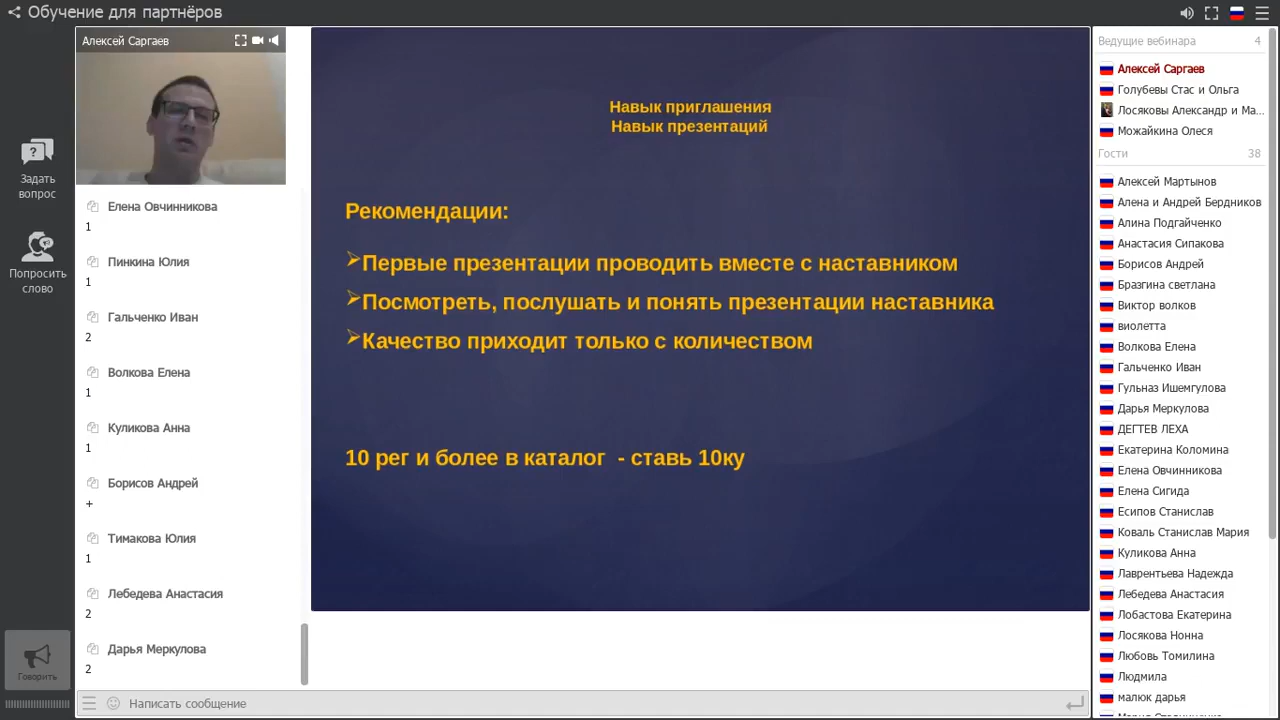 Обучение для партнёров
Алексей Саргаев
Задать
вопрос
Попросить
слово
Говорить
Елена Овчинникова
1
Пинкина Юлия
1
Гальченко Иван
2
Волкова Елена
1
Куликова Анна
1
Борисов Андрей
+
Тимакова Юлия
1
Лебедева Анастасия
2
Дарья Меркулова
2
Написать сообщение
Навык приглашения
Навык презентаций
Рекомендации:
Первые презентации проводить вместе с наставником
Посмотреть, послушать и понять презентации наставника
Качество приходит только с количеством
10 рег и более в каталог - ставь 10ку
Ведущие вебинара 4
Алексей Саргаев
Голубевы Стас и Ольга
Лосяковы Александр и Ма...
Можайкина Олеся
Гости 38
Алексей Мартынов
Алена и Андрей Бердников
Алина Подгайченко
Анастасия Сипакова
Борисов Андрей
Бразгина светлана
Виктор волков
виолетта
Волкова Елена
Гальченко Иван
Гульназ Ишемгулова
Дарья Меркулова
ДЕГТЕВ ЛЕХА
Екатерина Коломина
Елена Овчинникова
Елена Сигида
Есипов Станислав
Коваль Станислав Мария
Куликова Анна
Лаврентьева Надежда
Лебедева Анастасия
Лобастова Екатерина
Лосякова Нонна
Любовь Томилина
Людмила
малюк дарья